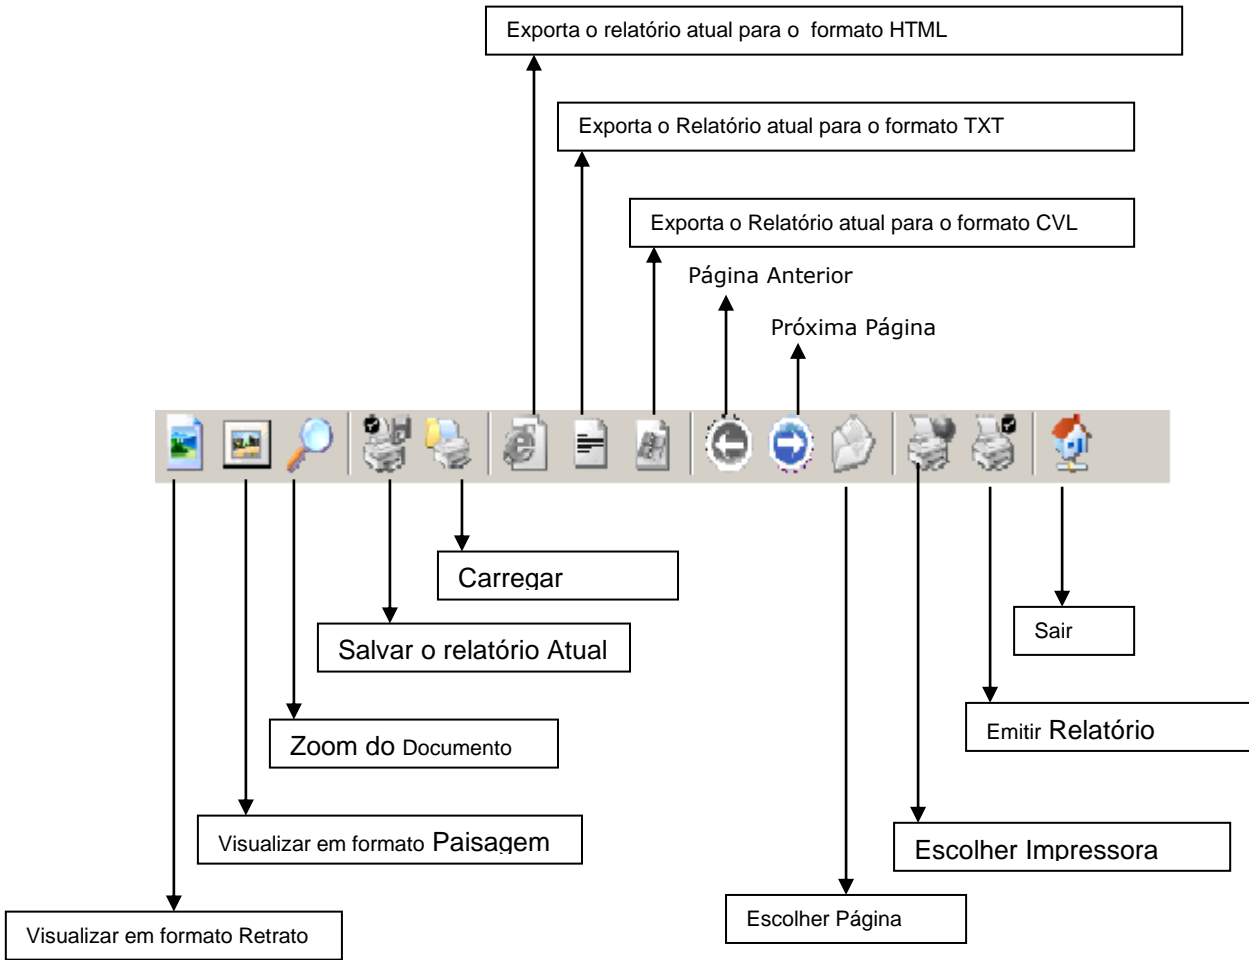 Exporta o relatório atual para o formato HTML
Exporta o Relatório atual para o formato TXT
Exporta o Relatório atual para o formato CVL
Página Anterior
Próxima Página
Carregar
Salvar o relatório Atual
Sair
Emitir Relatório
Zoom do Documento
Visualizar em formato Paisagem
Escolher Impressora
Escolher Página
Visualizar em formato Retrato